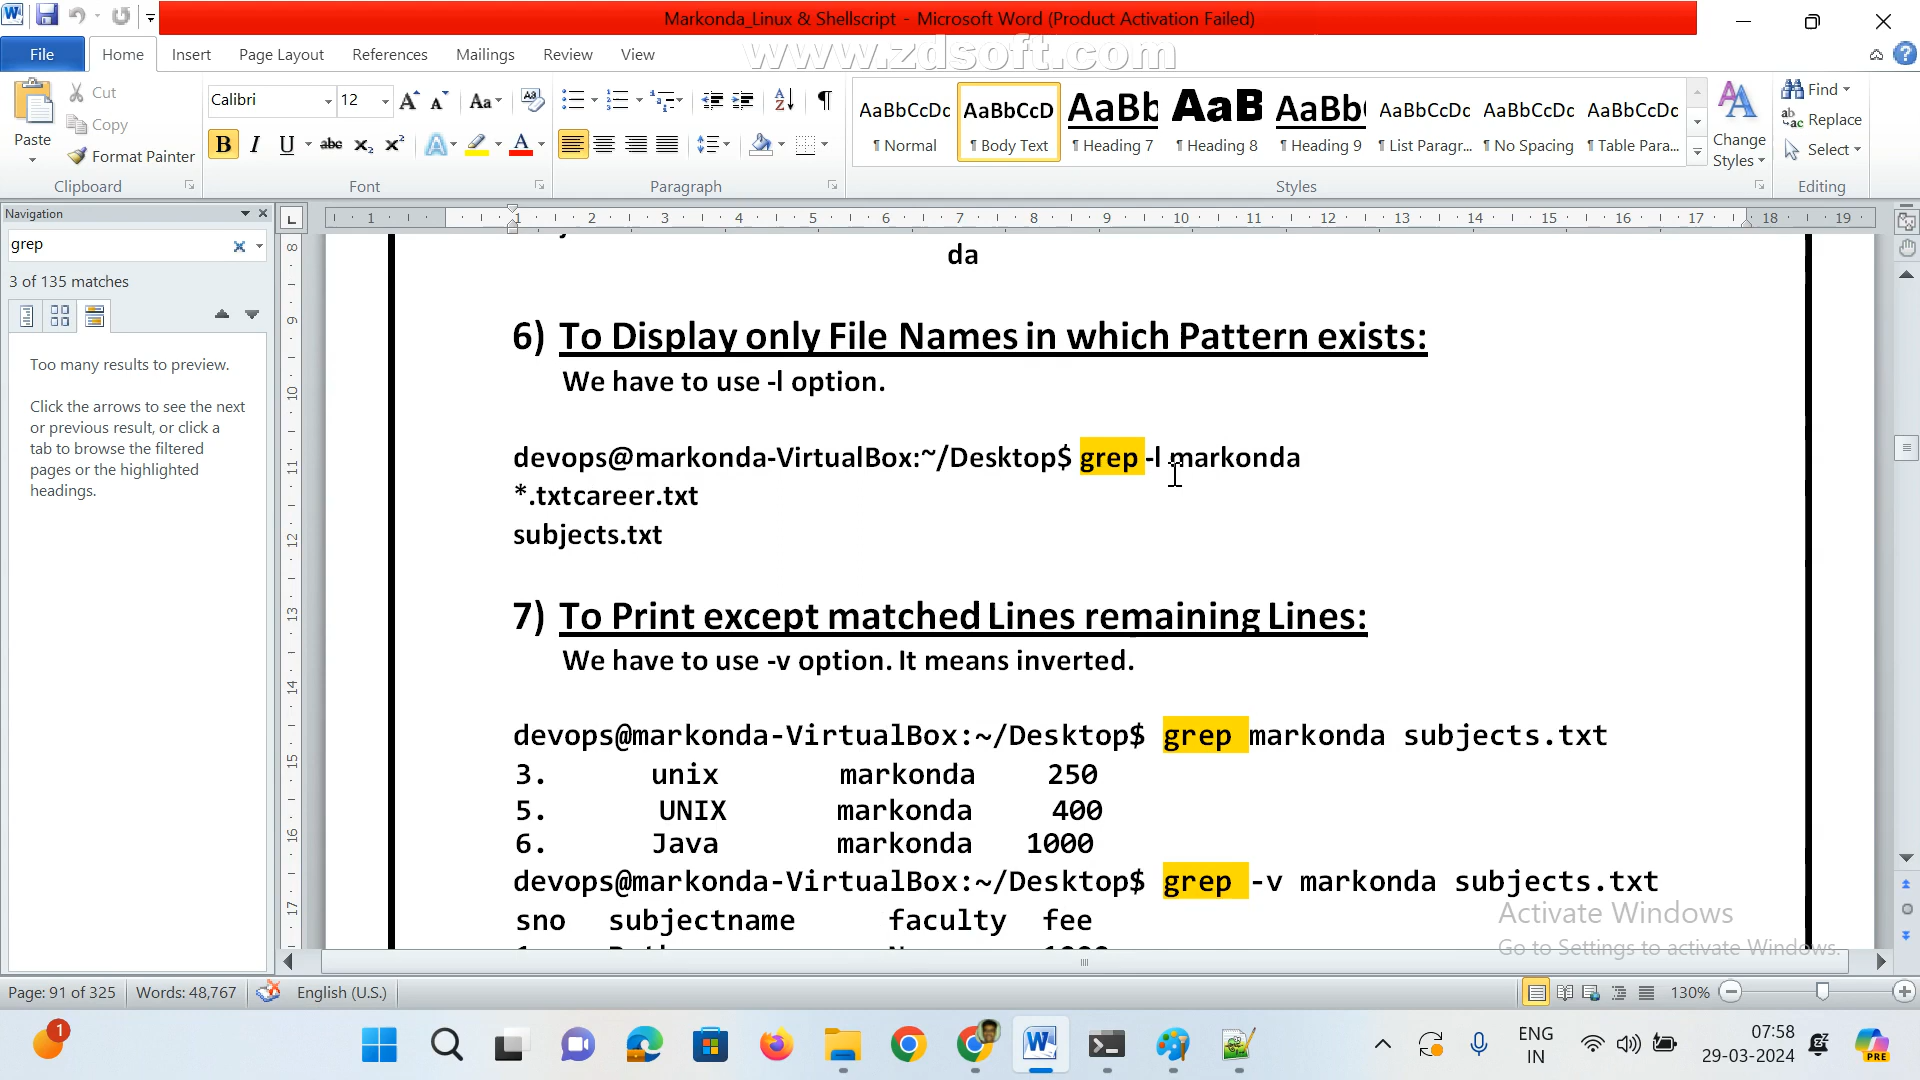 Markonda_Linux & Shellscript - Microsoft Word (Product Activation Failed)
File Home Insert Page Layout References Mailings Review View
www.zdsoft.com
Paste
Cut
Copy
Format Painter
Clipboard
Calibri 12
Font
Paragraph
AaBbCcDc AaBbCcD AaBb AaB AaBb( AaBbCcDc AaBbCcDc AaBbCcDc
¶ Normal ¶ Body Text ¶ Heading 7 ¶ Heading 8 ¶ Heading 9 ¶ List Paragr... ¶ No Spacing ¶ Table Para...
Styles
Change Styles
Find
Replace
Select
Editing
Navigation
grep
3 of 135 matches
Too many results to preview.
Click the arrows to see the next
or previous result, or click a
tab to browse the filtered
pages or the highlighted
headings.
da
6) To Display only File Names in which Pattern exists:
We have to use -l option.
devops@markonda-VirtualBox:~/Desktop$ grep -l markonda
*.txtcareer.txt
subjects.txt
7) To Print except matched Lines remaining Lines:
We have to use -v option. It means inverted.
devops@markonda-VirtualBox:~/Desktop$ grep markonda subjects.txt
3. unix markonda 250
5. UNIX markonda 400
6. Java markonda 1000
devops@markonda-VirtualBox:~/Desktop$ grep -v markonda subjects.txt
sno subjectname faculty fee
Activate Windows
Go to Settings to activate Windows.
Page: 91 of 325 Words: 48,767 English (U.S.) 130%
1
ENG
IN
07:58
29-03-2024
PRE